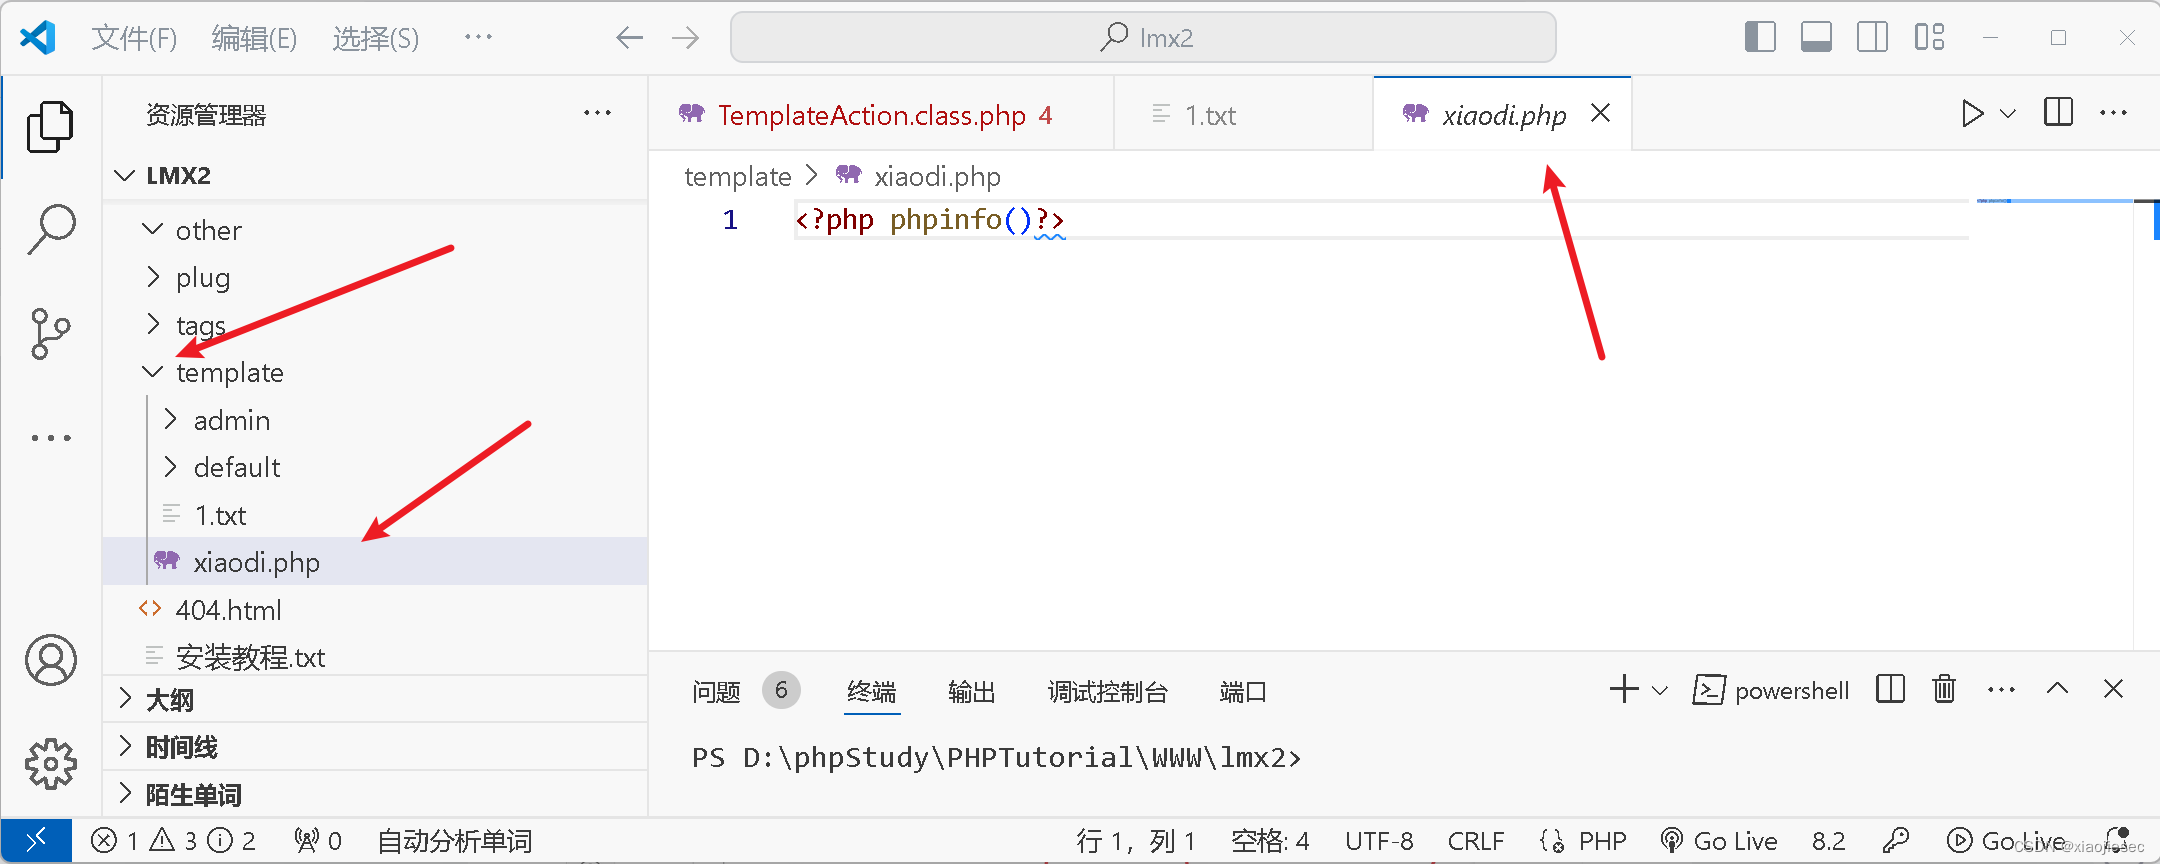 文件(F) 编辑(E) 选择(S) ··· lmx2
资源管理器 ···
TemplateAction.class.php 4 1.txt xiaodi.php
LMX2
template > xiaodi.php
1 <?php phpinfo()?>
other
plug
tags
template
admin
default
1.txt
xiaodi.php
404.html
安装教程.txt
大纲
时间线
陌生单词
问题 6 终端 输出 调试控制台 端口 powershell
PS D:\phpStudy\PHPTutorial\WWW\lmx2>
1 3 2 0 自动分析单词 行 1，列 1 空格: 4 UTF-8 CRLF PHP Go Live 8.2 Go Live
CSDN @xiaojiesec